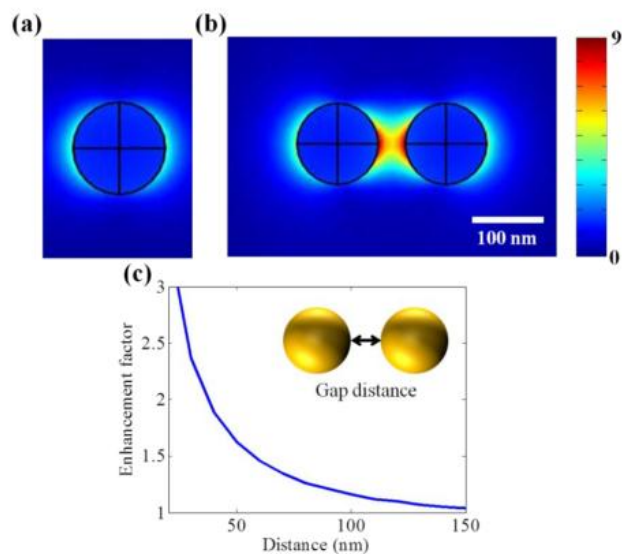 (a)
(b)
9
100 nm
0
(c)
3
2.5
2
1.5
1
Enhancement factor
Gap distance
50
100
150
Distance (nm)